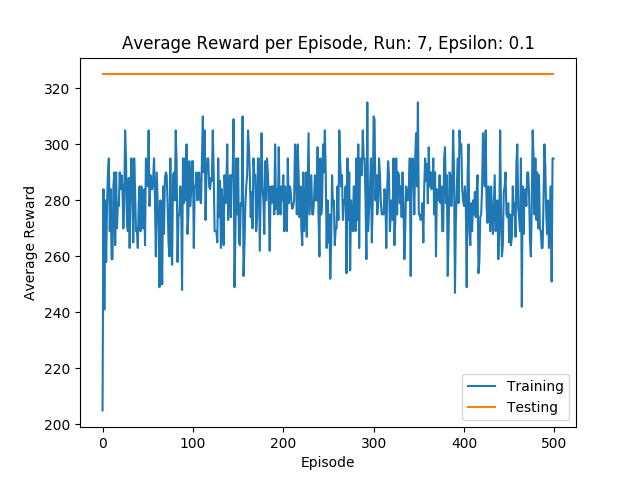 Average Reward per Episode, Run: 7, Epsilon: 0.1
Average Reward
320
300
280
260
240
220
200
0
100
200
300
400
500
Episode
Training
Testing